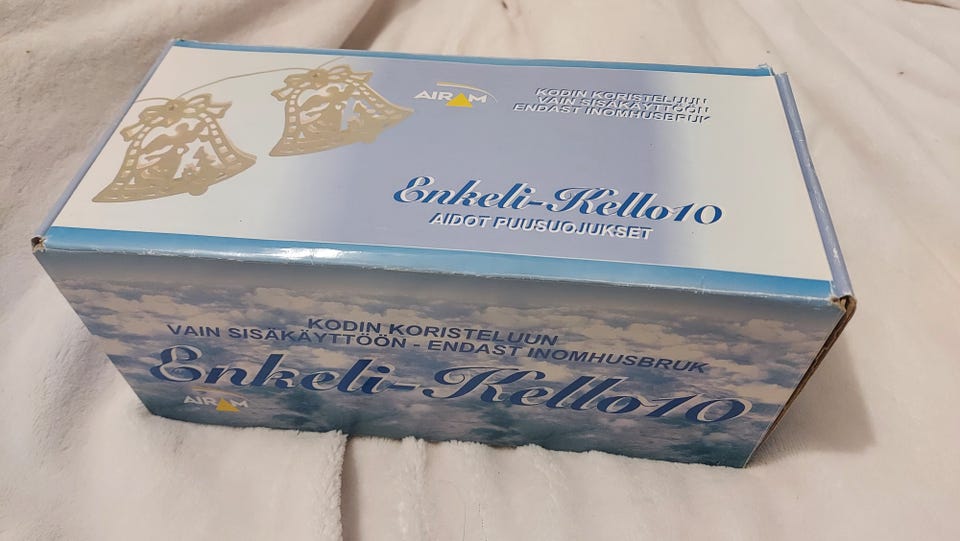 AIRAM
KODIN KORISTELUUN
VAIN SISÄKÄYTTÖÖN
ENDAST INOMHUSBRUK
Enkeli-Kello10
AIDOT PUUSUOJUKSET
KODIN KORISTELUUN
VAIN SISÄKÄYTTÖÖN - ENDAST INOMHUSBRUK
Enkeli-Kello10
AIRAM